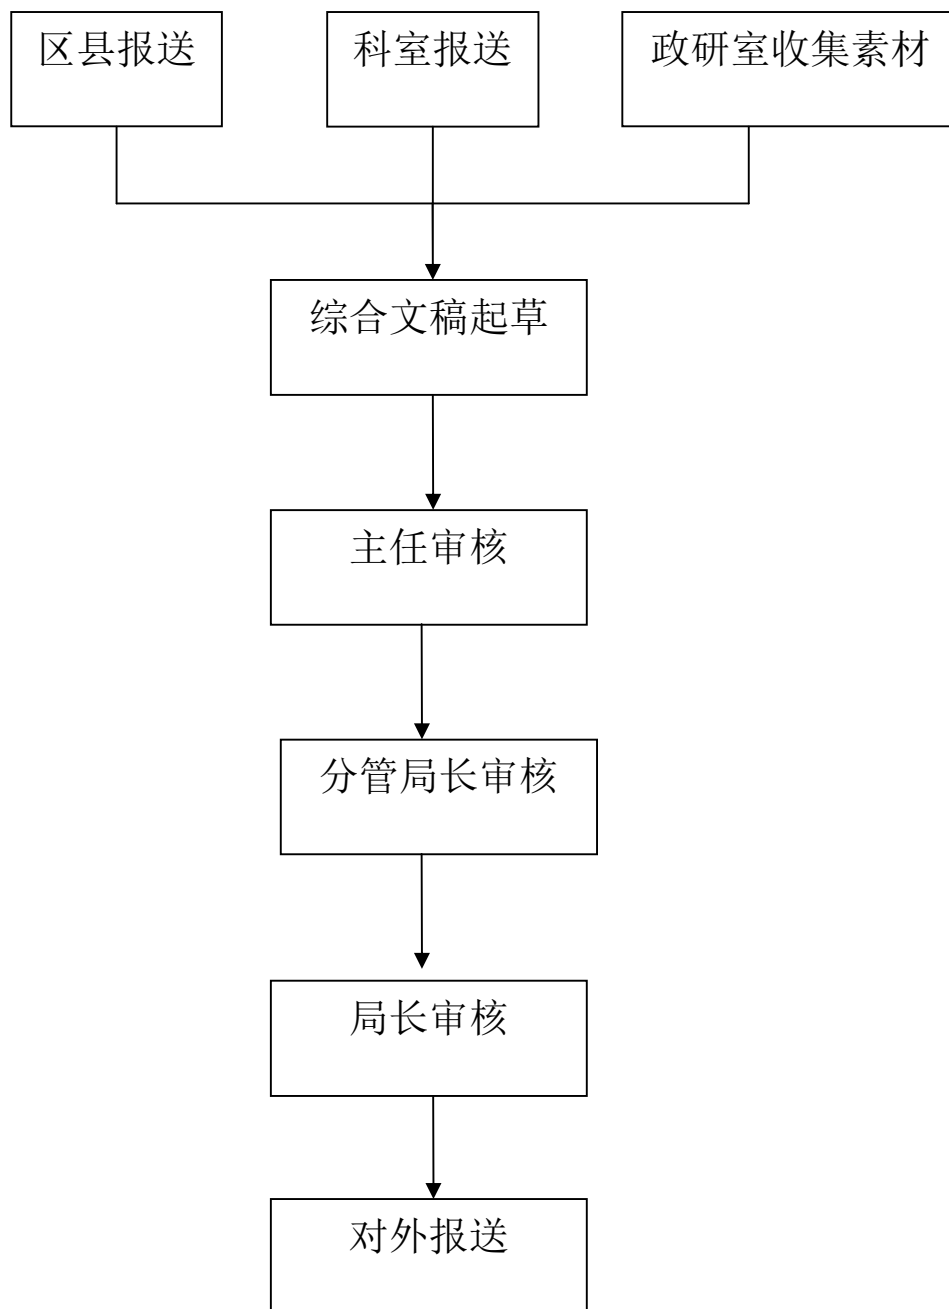 区县报送
科室报送
政研室收集素材
综合文稿起草
主任审核
分管局长审核
局长审核
对外报送